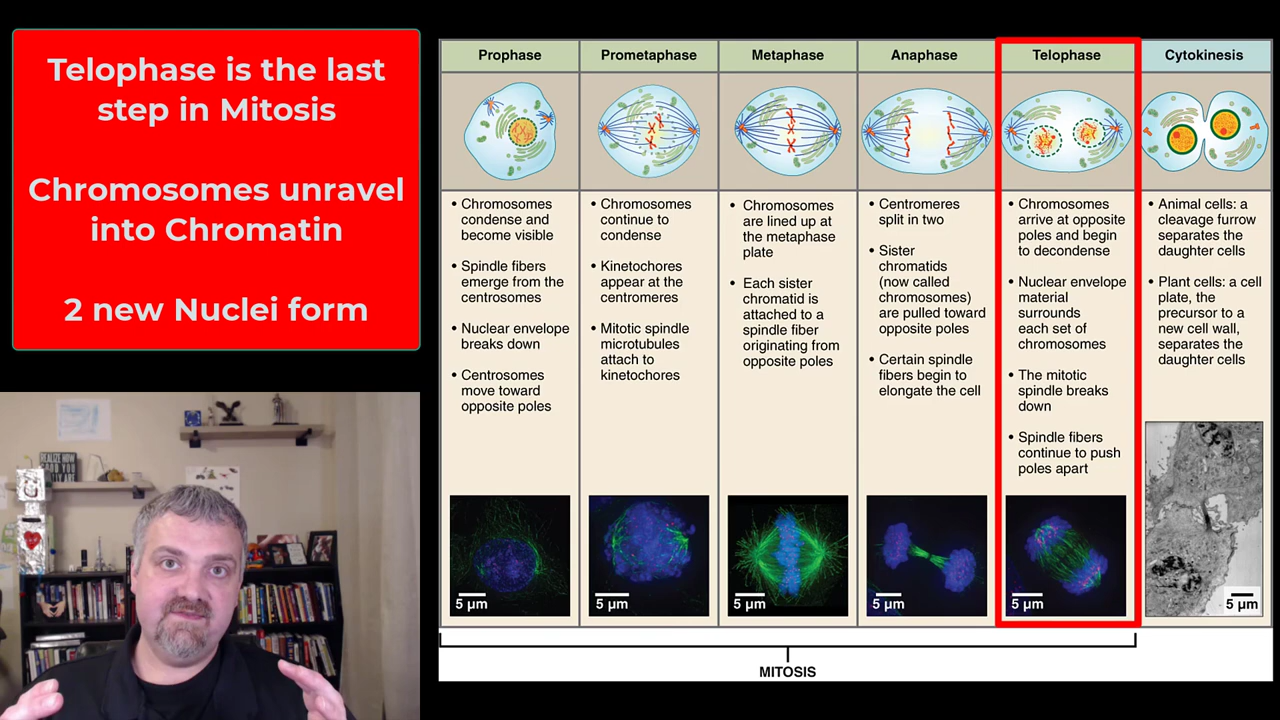 Telophase is the last
step in Mitosis
Chromosomes unravel
into Chromatin
2 new Nuclei form
Prophase
• Chromosomes
condense and
become visible
• Spindle fibers
emerge from the
centrosomes
• Nuclear envelope
breaks down
• Centrosomes
move toward
opposite poles
5 µm
Prometaphase
• Chromosomes
continue to
condense
• Kinetochores
appear at the
centromeres
• Mitotic spindle
microtubules
attach to
kinetochores
5 µm
Metaphase
• Chromosomes
are lined up at
the metaphase
plate
• Each sister
chromatid is
attached to a
spindle fiber
originating from
opposite poles
5 µm
Anaphase
• Centromeres
split in two
• Sister
chromatids
(now called
chromosomes)
are pulled toward
opposite poles
• Certain spindle
fibers begin to
elongate the cell
5 µm
Telophase
• Chromosomes
arrive at opposite
poles and begin
to decondense
• Nuclear envelope
material
surrounds
each set of
chromosomes
• The mitotic
spindle breaks
down
• Spindle fibers
continue to push
poles apart
5 µm
Cytokinesis
• Animal cells: a
cleavage furrow
separates the
daughter cells
• Plant cells: a cell
plate, the
precursor to a
new cell wall,
separates the
daughter cells
5 µm
MITOSIS
REALIZE HOW